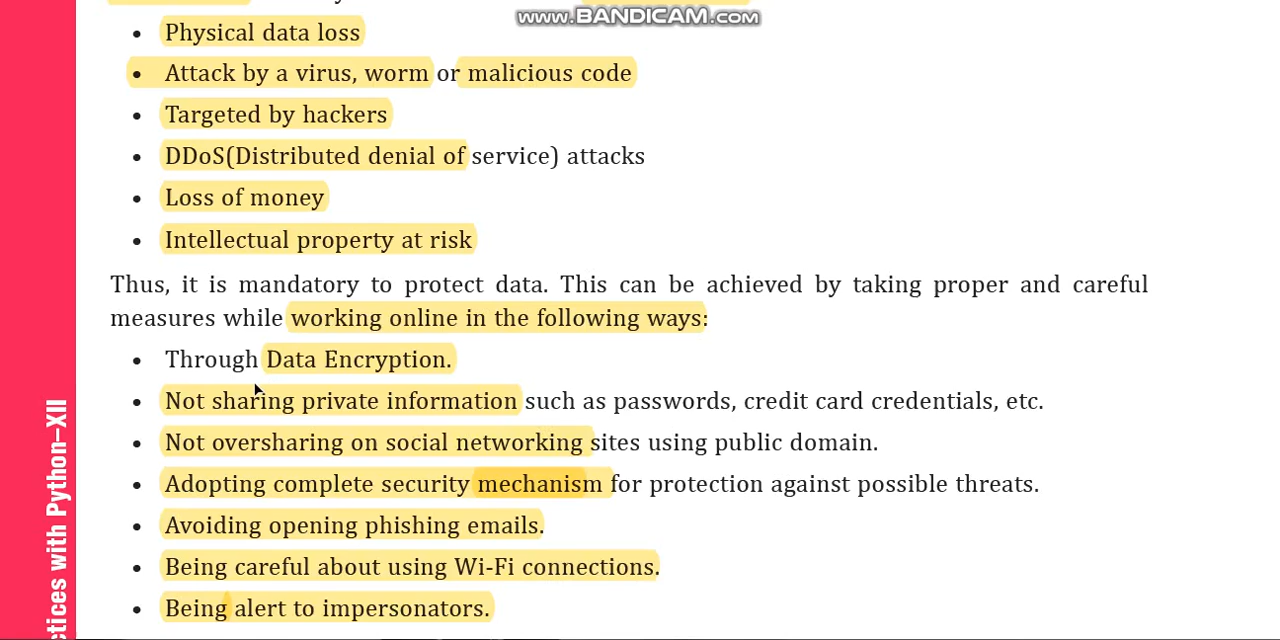 www.BANDICAM.com
• Physical data loss
• Attack by a virus, worm or malicious code
• Targeted by hackers
• DDoS(Distributed denial of service) attacks
• Loss of money
• Intellectual property at risk
Thus, it is mandatory to protect data. This can be achieved by taking proper and careful
measures while working online in the following ways:
• Through Data Encryption.
• Not sharing private information such as passwords, credit card credentials, etc.
• Not oversharing on social networking sites using public domain.
• Adopting complete security mechanism for protection against possible threats.
• Avoiding opening phishing emails.
• Being careful about using Wi-Fi connections.
• Being alert to impersonators.
with Python–XII